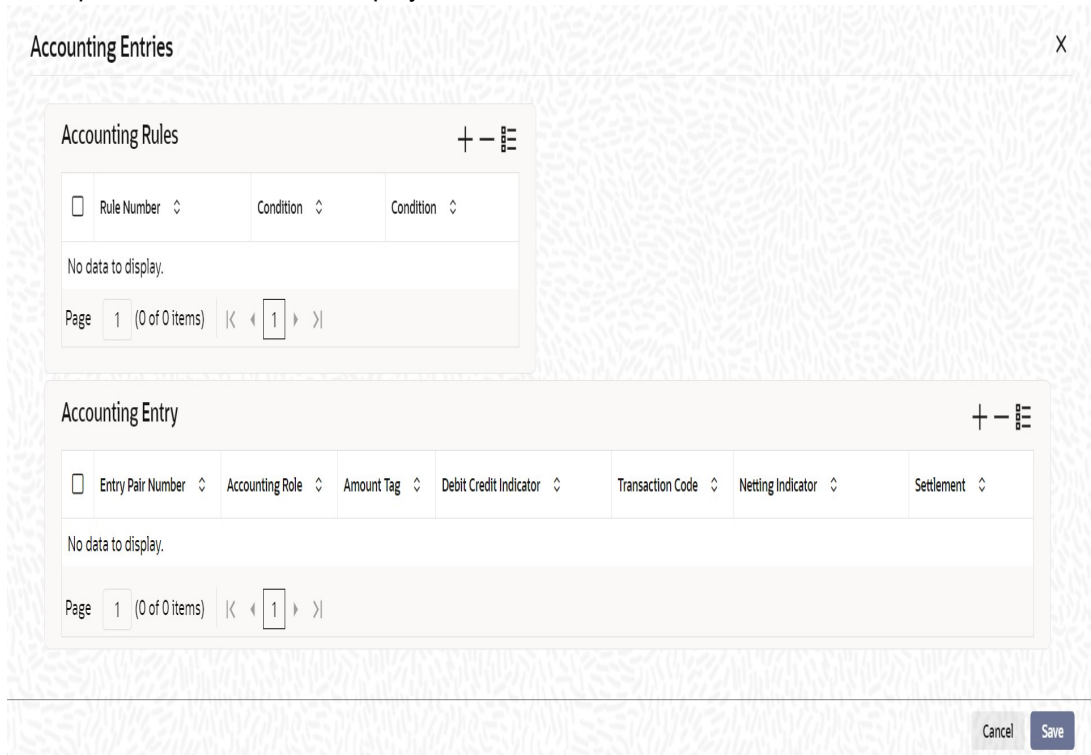 Accounting Entries X
Accounting Rules
Rule Number Condition Condition
No data to display.
Page 1 (0 of 0 items) 1
Accounting Entry
Entry Pair Number Accounting Role Amount Tag Debit Credit Indicator Transaction Code Netting Indicator Settlement
No data to display.
Page 1 (0 of 0 items) 1
Cancel Save